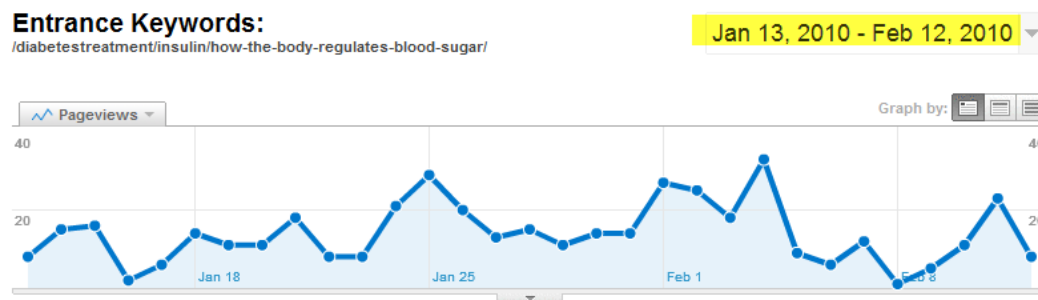 Entrance Keywords:
/diabetestreatment/insulin/how-the-body-regulates-blood-sugar/
Jan 13, 2010 - Feb 12, 2010
Pageviews
Graph by:
40
40
20
20
Jan 18
Jan 25
Feb 1
Feb 8